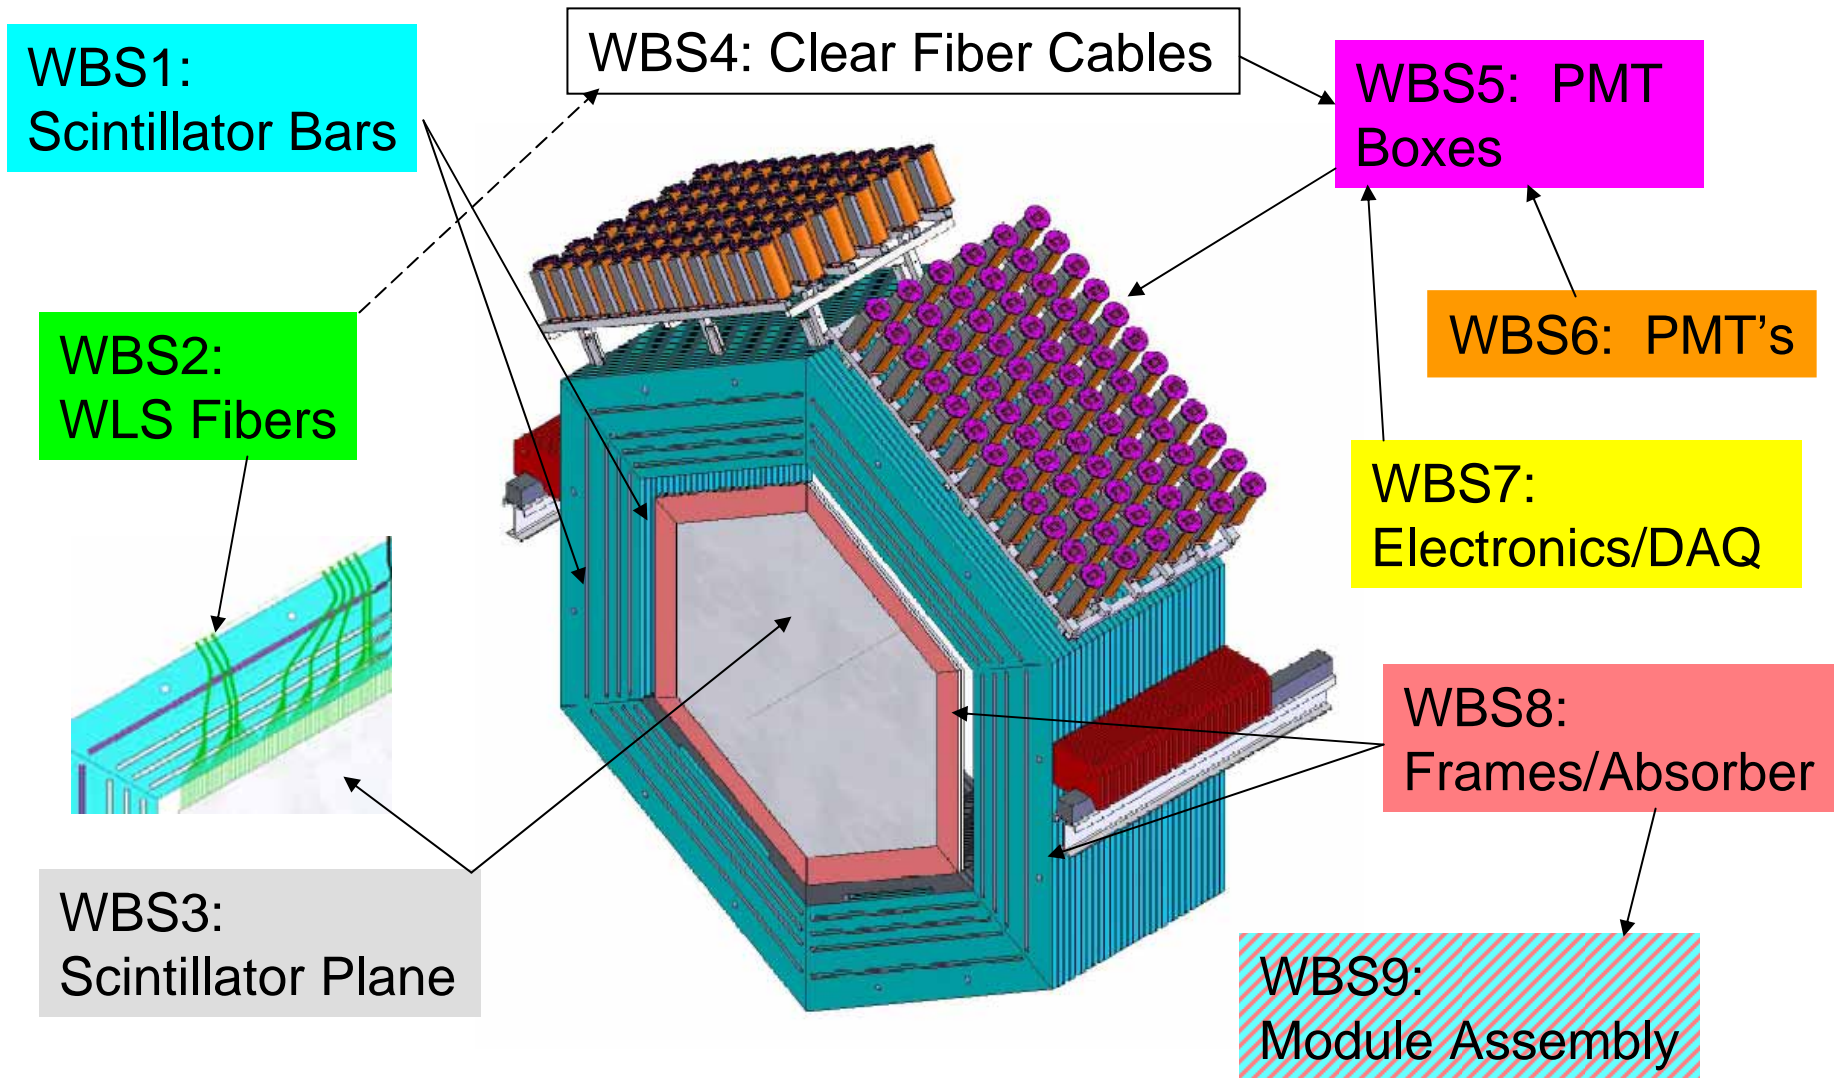 WBS1:
Scintillator Bars
WBS4: Clear Fiber Cables
WBS5: PMT
Boxes
WBS2:
WLS Fibers
WBS6: PMT's
WBS7:
Electronics/DAQ
WBS8:
Frames/Absorber
WBS3:
Scintillator Plane
WBS9:
Module Assembly